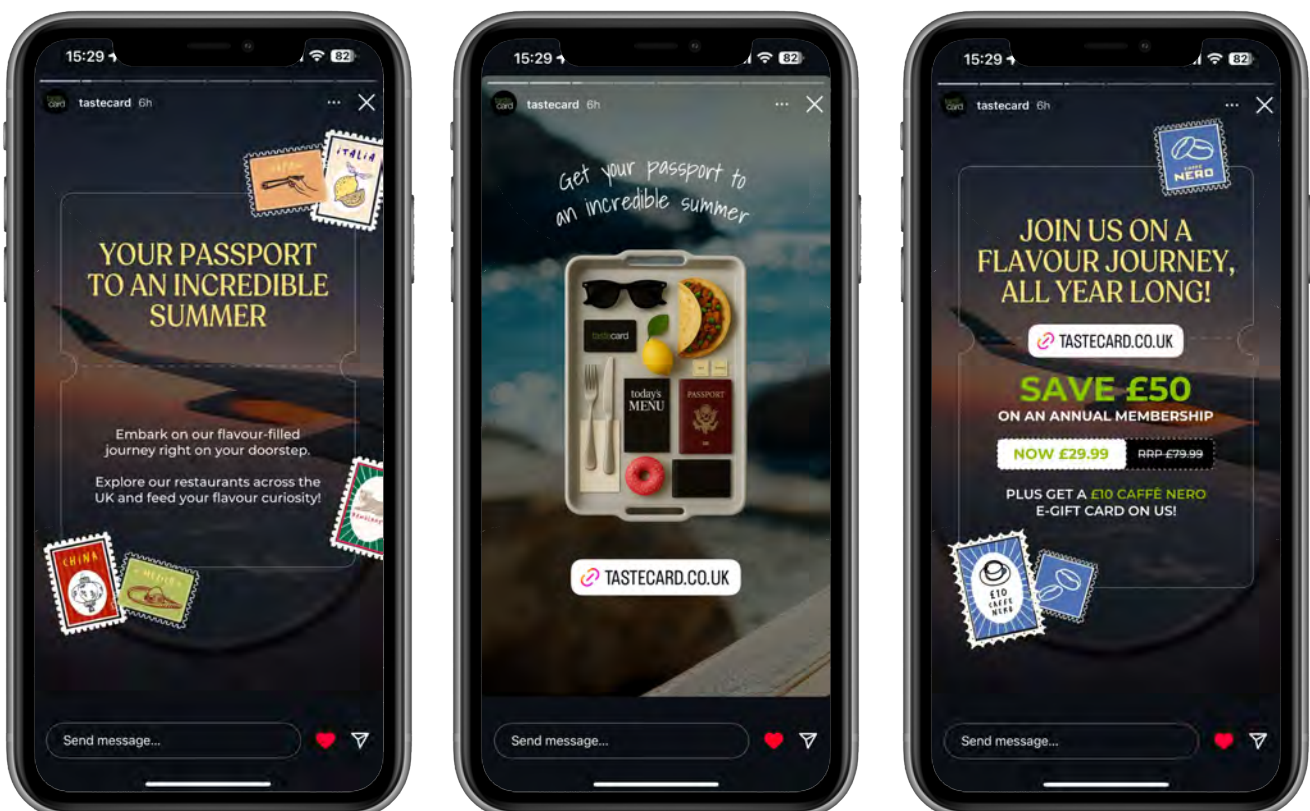 15:29
82
tastecard 6h
ITALIA
YOUR PASSPORT
TO AN INCREDIBLE
SUMMER
Embark on our flavour-filled
journey right on your doorstep.
Explore our restaurants across the
UK and feed your flavour curiosity!
CHINA
Send message...
15:29
82
tastecard 6h
Get your passport to
an incredible summer
tastecard
today's
MENU
PASSPORT
TASTECARD.CO.UK
Send message...
15:29
82
tastecard 6h
CAFFÈ
NERO
JOIN US ON A
FLAVOUR JOURNEY,
ALL YEAR LONG!
TASTECARD.CO.UK
SAVE £50
ON AN ANNUAL MEMBERSHIP
NOW £29.99 RRP £79.99
PLUS GET A £10 CAFFÈ NERO
E-GIFT CARD ON US!
£10
CAFFÈ
NERO
Send message...